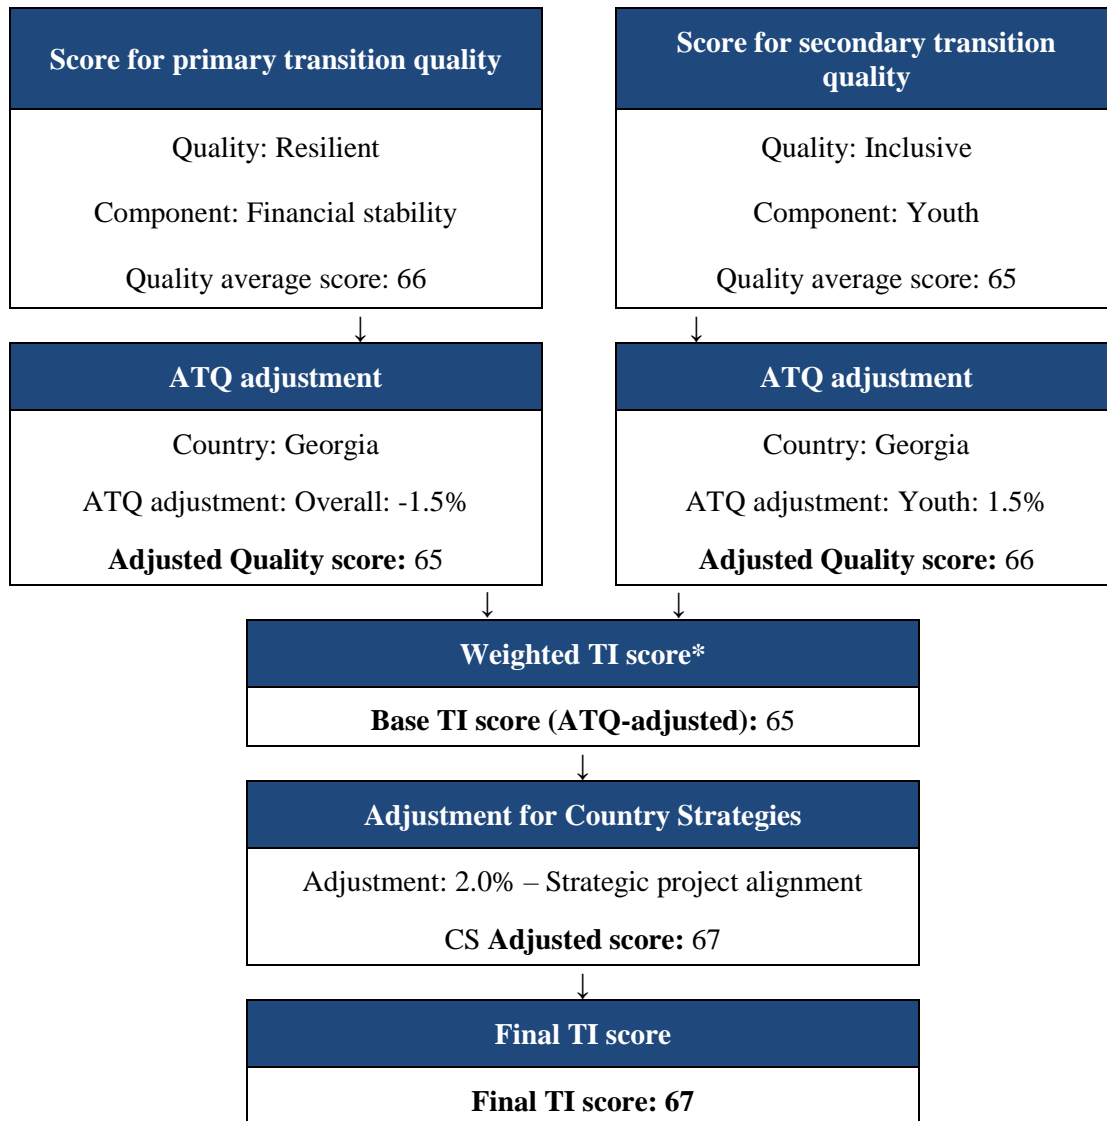 Score for primary transition quality
Quality: Resilient
Component: Financial stability
Quality average score: 66
Score for secondary transition
quality
Quality: Inclusive
Component: Youth
Quality average score: 65
↓
↓
ATQ adjustment
Country: Georgia
ATQ adjustment: Overall: -1.5%
Adjusted Quality score: 65
ATQ adjustment
Country: Georgia
ATQ adjustment: Youth: 1.5%
Adjusted Quality score: 66
↓
↓
Weighted TI score*
Base TI score (ATQ-adjusted): 65
↓
Adjustment for Country Strategies
Adjustment: 2.0% – Strategic project alignment
CS Adjusted score: 67
↓
Final TI score
Final TI score: 67